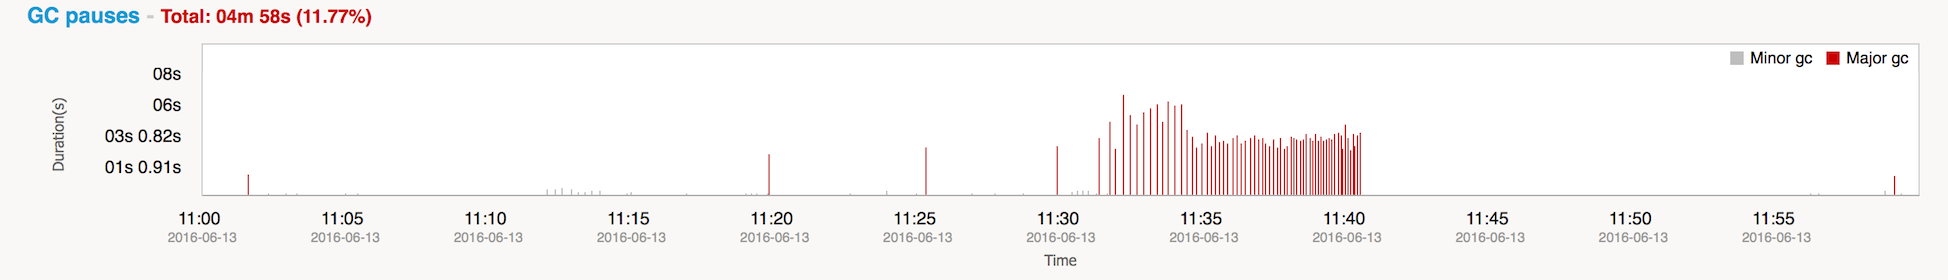 GC pauses - Total: 04m 58s (11.77%)
Minor gc Major gc
08s
06s
03s 0.82s
01s 0.91s
Duration(s)
11:00 11:05 11:10 11:15 11:20 11:25 11:30 11:35 11:40 11:45 11:50 11:55
2016-06-13 2016-06-13 2016-06-13 2016-06-13 2016-06-13 2016-06-13 2016-06-13 2016-06-13 2016-06-13 2016-06-13 2016-06-13 2016-06-13
Time